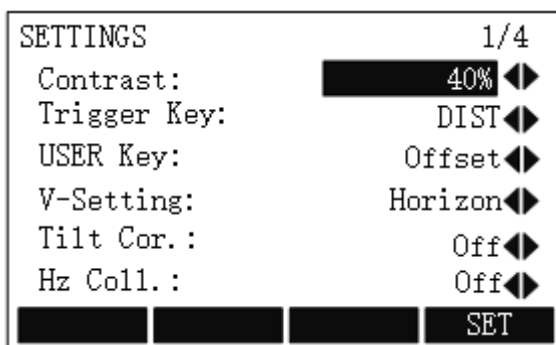 SETTINGS 1/4
Contrast: 40%
Trigger Key: DIST
USER Key: Offset
V-Setting: Horizon
Tilt Cor.: Off
Hz Coll.: Off
SET